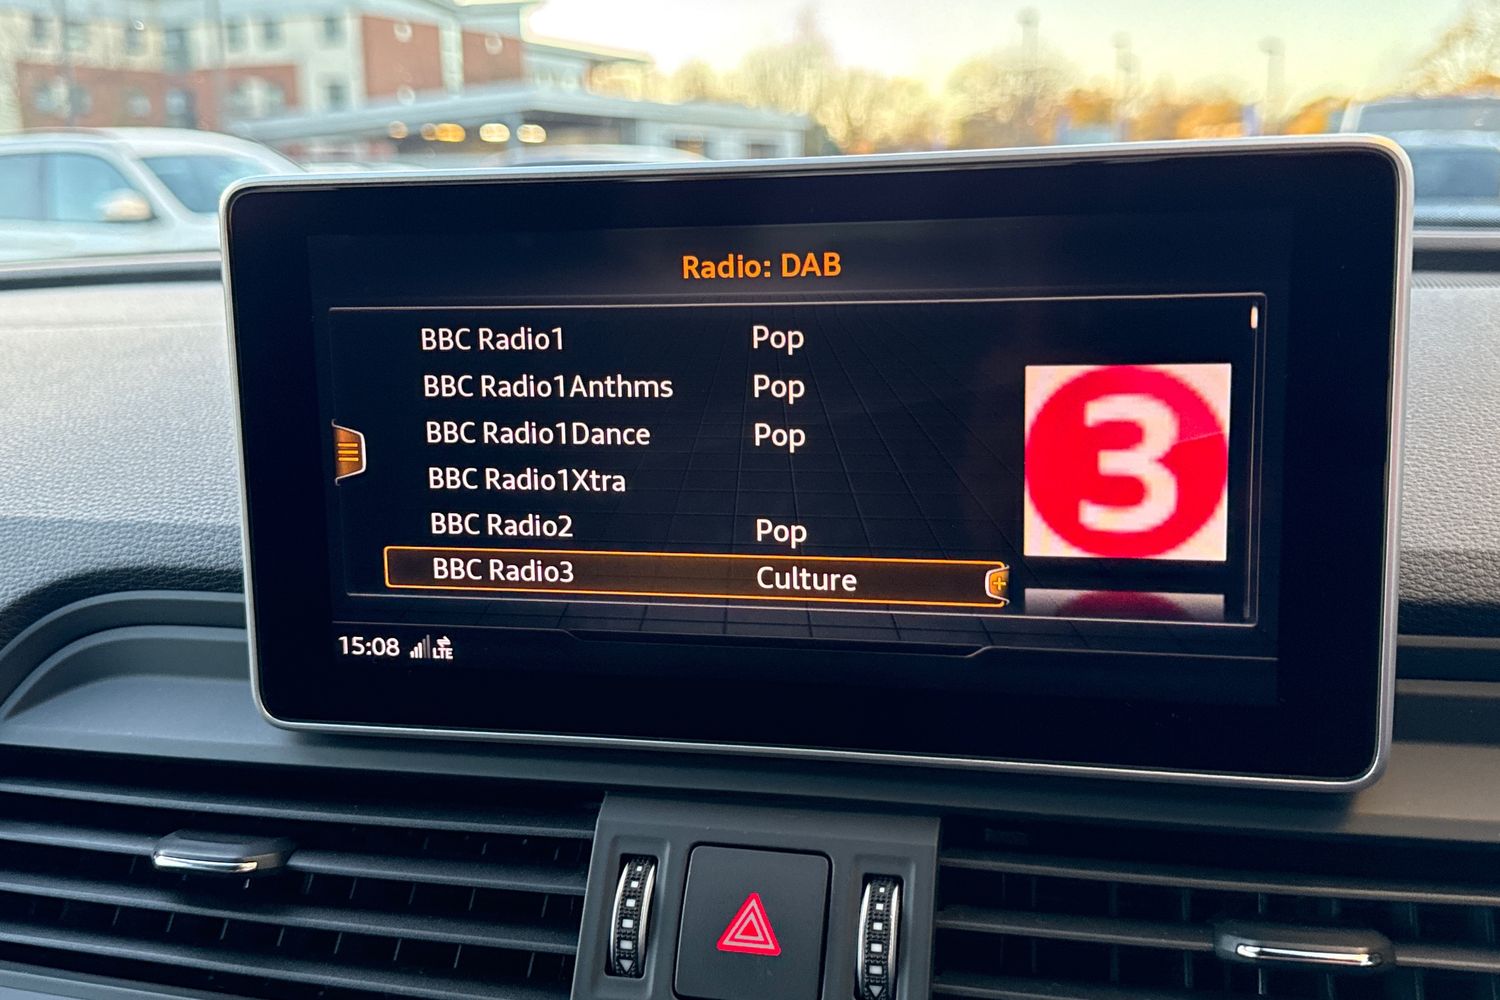 Radio: DAB
BBC Radio1 Pop
BBC Radio1Anthms Pop
BBC Radio1Dance Pop
BBC Radio1Xtra
BBC Radio2 Pop
BBC Radio3 Culture
3
15:08 LTE